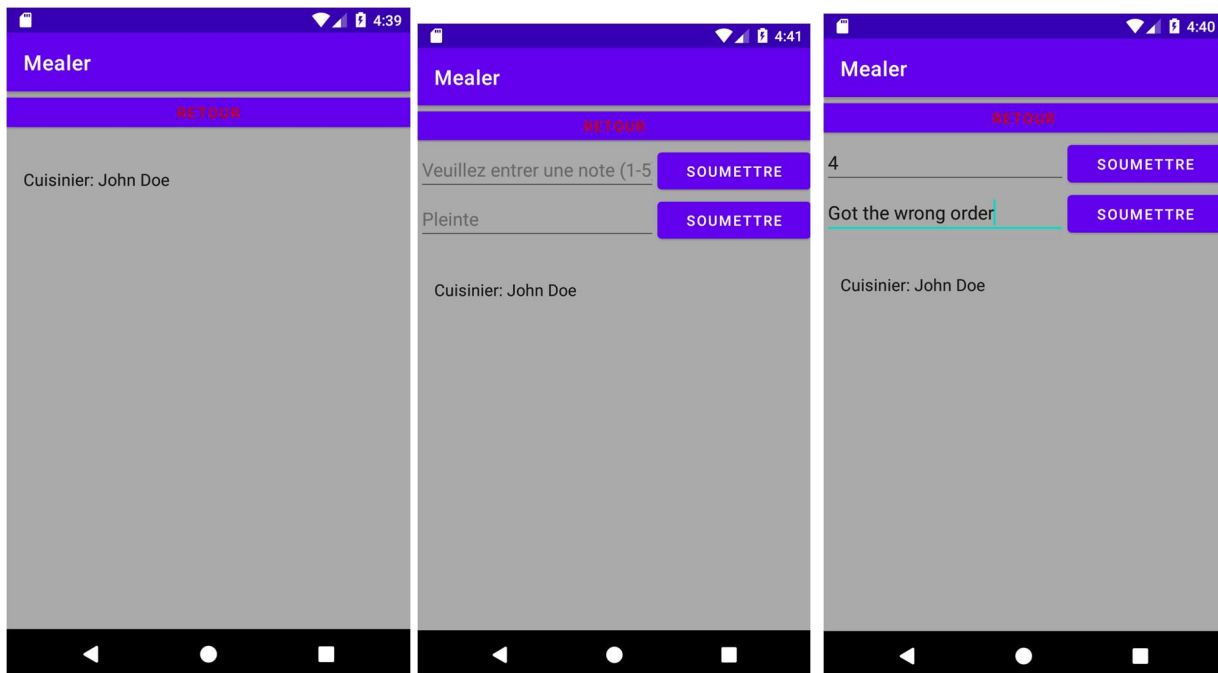 4:39
Mealer
RETOUR
Cuisinier: John Doe
4:41
Mealer
RETOUR
Veuillez entrer une note (1-5
SOUMETTRE
Pleinte
SOUMETTRE
Cuisinier: John Doe
4:40
Mealer
RETOUR
4
SOUMETTRE
Got the wrong order
SOUMETTRE
Cuisinier: John Doe